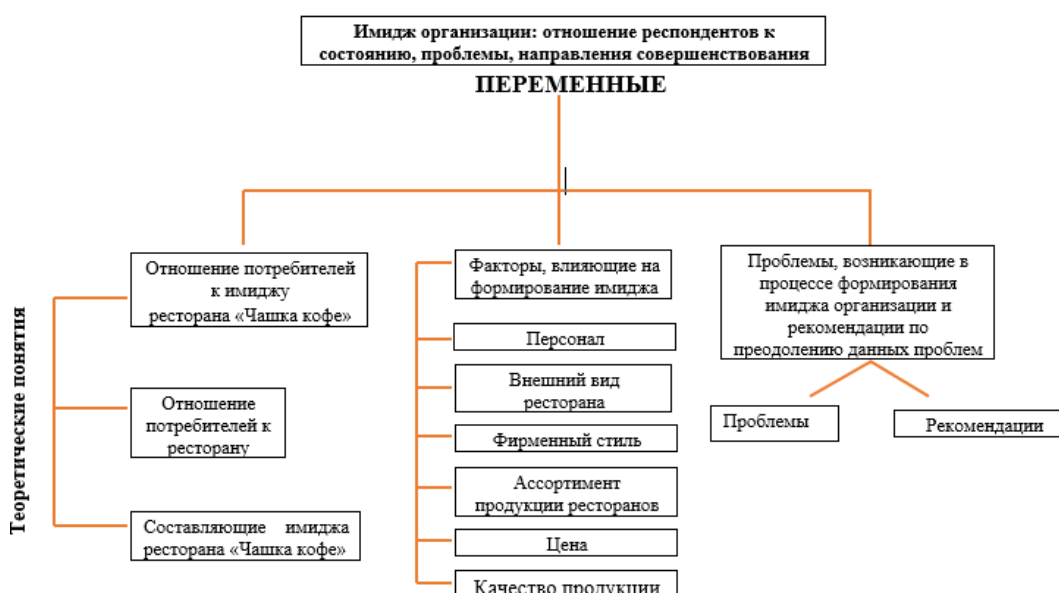 Имидж организации: отношение респондентов к
состоянию, проблемы, направления совершенствования
ПЕРЕМЕННЫЕ
Теоретические понятия
Отношение потребителей
к имиджу
ресторана «Чашка кофе»
Отношение
потребителей к
ресторану
Составляющие имиджа
ресторана «Чашка кофе»
Факторы, влияющие на
формирование имиджа
Персонал
Внешний вид
ресторана
Фирменный стиль
Ассортимент
продукции ресторанов
Цена
Качество продукции
Проблемы, возникающие в
процессе формирования
имиджа организации и
рекомендации по
преодолению данных проблем
Проблемы
Рекомендации